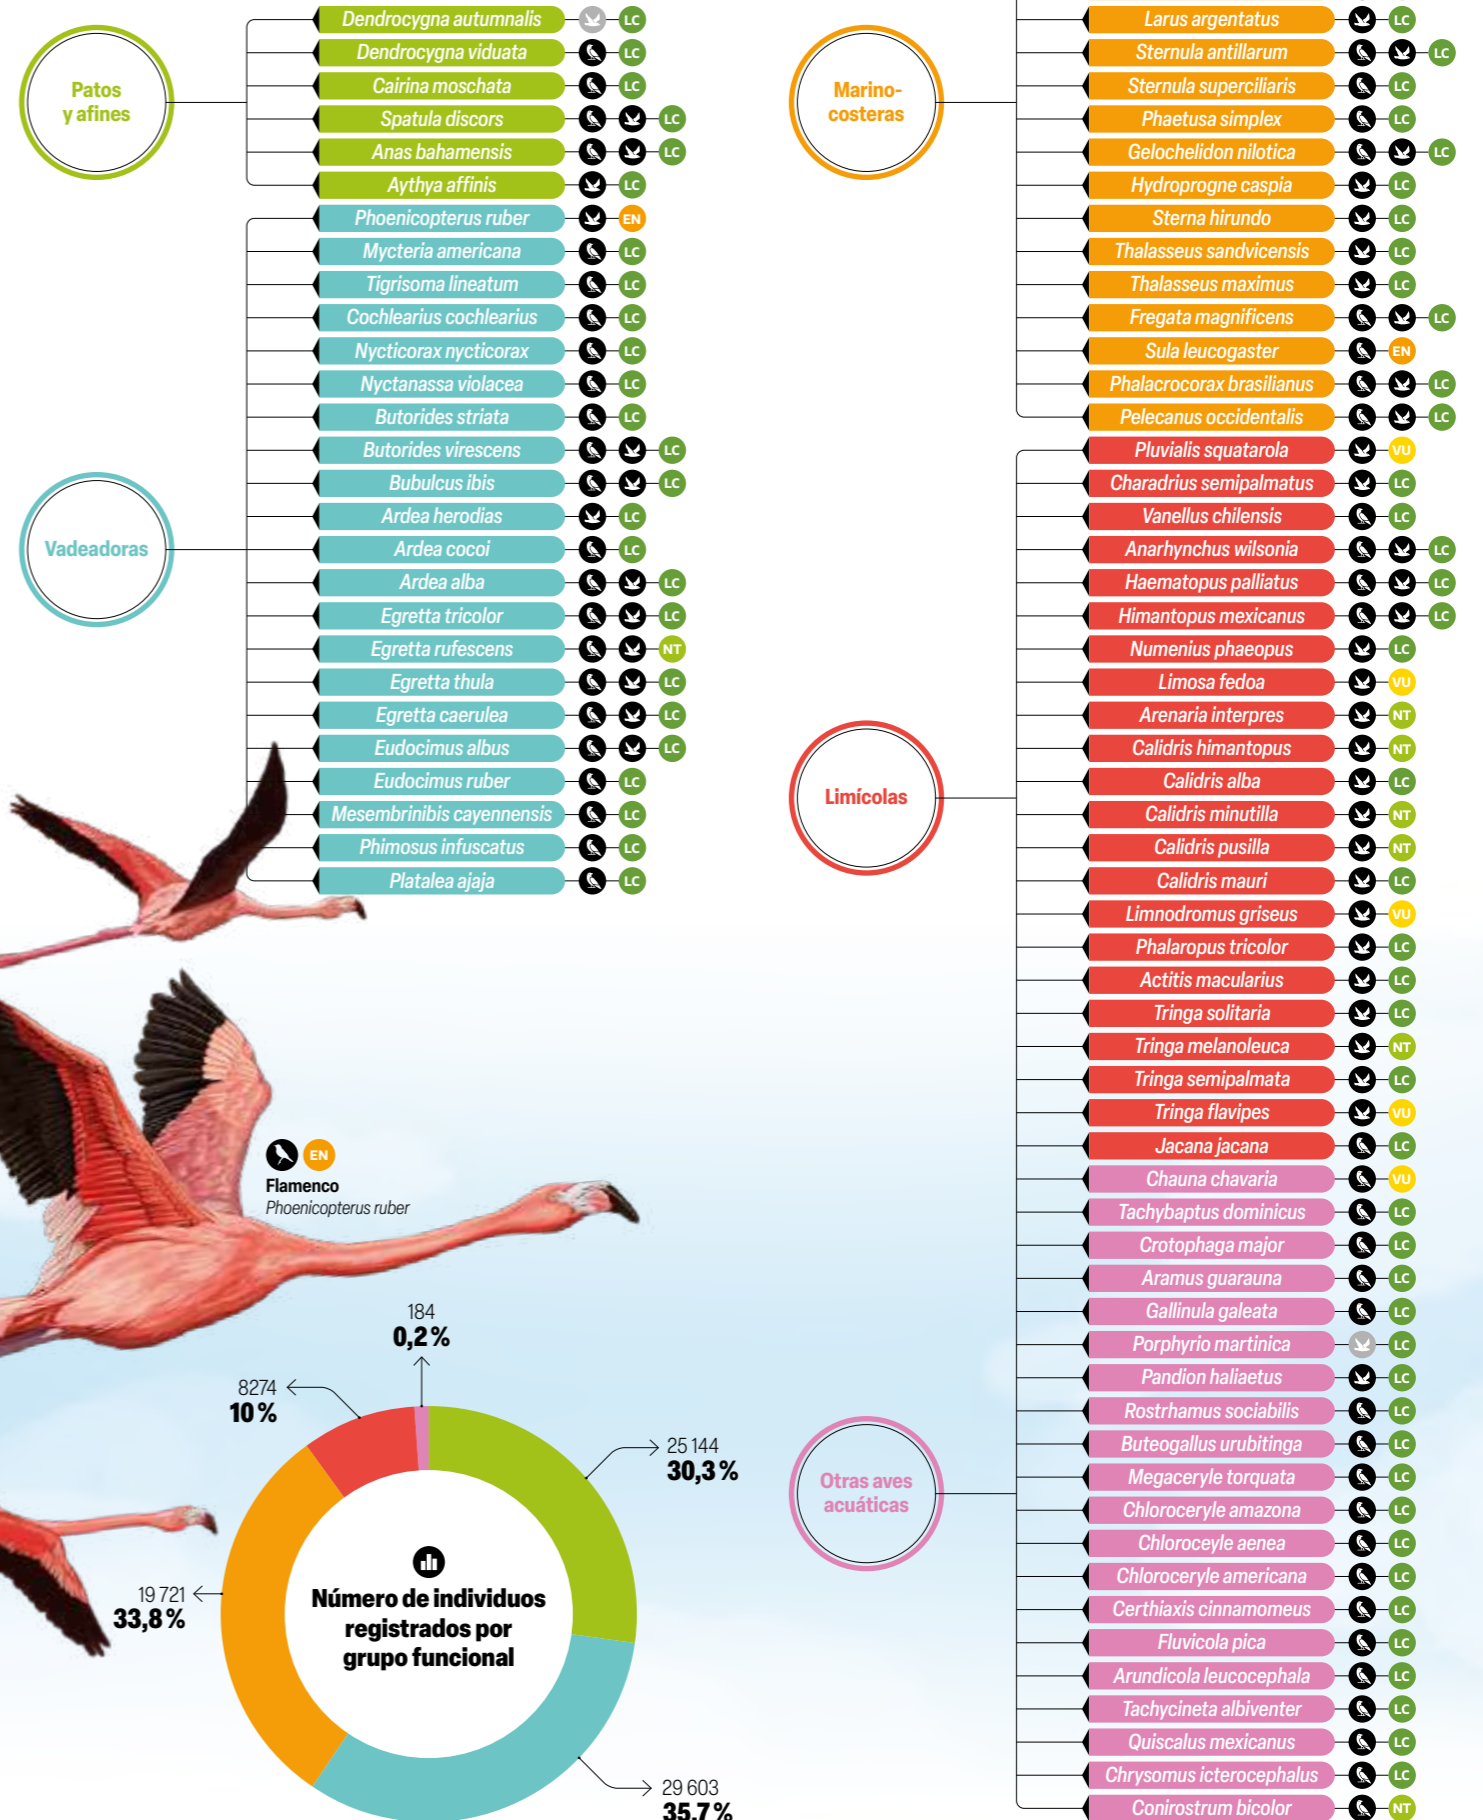 Patos
y afines
Dendrocygna autumnalis LC
Dendrocygna viduata LC
Cairina moschata LC
Spatula discors LC
Anas bahamensis LC
Aythya affinis LC
Vadeadoras
Phoenicopterus ruber EN
Mycteria americana LC
Tigrisoma lineatum LC
Cochlearius cochlearius LC
Nycticorax nycticorax LC
Nyctanassa violacea LC
Butorides striata LC
Butorides virescens LC
Bubulcus ibis LC
Ardea herodias LC
Ardea cocoi LC
Ardea alba LC
Egretta tricolor LC
Egretta rufescens NT
Egretta thula LC
Egretta caerulea LC
Eudocimus albus LC
Eudocimus ruber LC
Mesembrinibis cayennensis LC
Phimosus infuscatus LC
Platalea ajaja LC
EN
Flamenco
Phoenicopterus ruber
184
0,2 %
8274
10 %
25 144
30,3 %
19 721
33,8 %
Número de individuos
registrados por
grupo funcional
29 603
35,7 %
Marino-
costeras
Larus argentatus LC
Sternula antillarum LC
Sternula superciliaris LC
Phaetusa simplex LC
Gelochelidon nilotica LC
Hydroprogne caspia LC
Sterna hirundo LC
Thalasseus sandvicensis LC
Thalasseus maximus LC
Fregata magnificens LC
Sula leucogaster EN
Phalacrocorax brasilianus LC
Pelecanus occidentalis LC
Limícolas
Pluvialis squatarola VU
Charadrius semipalmatus LC
Vanellus chilensis LC
Anarhynchus wilsonia LC
Haematopus palliatus LC
Himantopus mexicanus LC
Numenius phaeopus LC
Limosa fedoa VU
Arenaria interpres NT
Calidris himantopus NT
Calidris alba LC
Calidris minutilla NT
Calidris pusilla NT
Calidris mauri LC
Limnodromus griseus VU
Phalaropus tricolor LC
Actitis macularius LC
Tringa solitaria LC
Tringa melanoleuca NT
Tringa semipalmata LC
Tringa flavipes VU
Jacana jacana LC
Otras aves
acuáticas
Chauna chavaria VU
Tachybaptus dominicus LC
Crotophaga major LC
Aramus guarauna LC
Gallinula galeata LC
Porphyrio martinica LC
Pandion haliaetus LC
Rostrhamus sociabilis LC
Buteogallus urubitinga LC
Megaceryle torquata LC
Chloroceryle amazona LC
Chloroceyle aenea LC
Chloroceryle americana LC
Certhiaxis cinnamomeus LC
Fluvicola pica LC
Arundicola leucocephala LC
Tachycineta albiventer LC
Quiscalus mexicanus LC
Chrysomus icterocephalus LC
Conirostrum bicolor NT